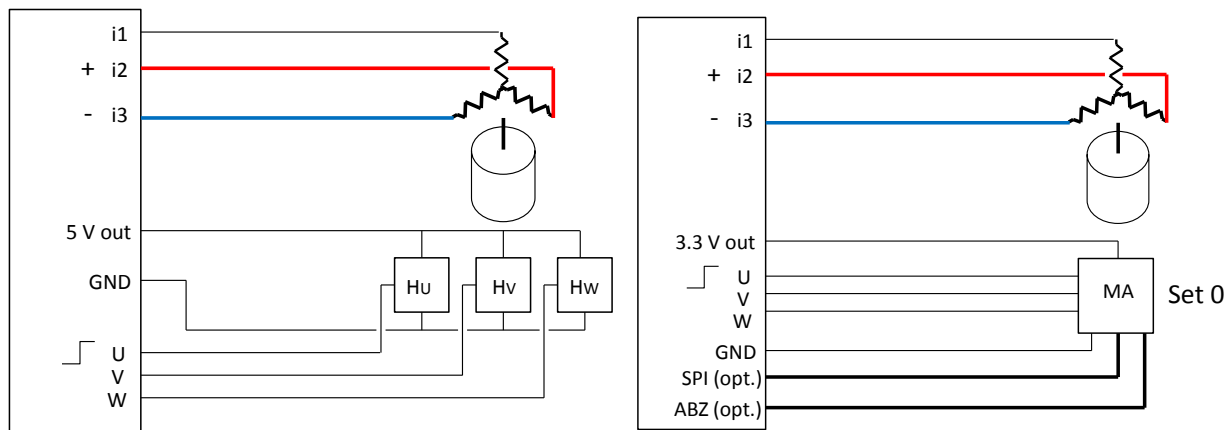 i1
+ i2
- i3
5 V out
GND
HU
HV
HW
U
V
W
i1
+ i2
- i3
3.3 V out
U
V
W
MA
Set 0
GND
SPI (opt.)
ABZ (opt.)